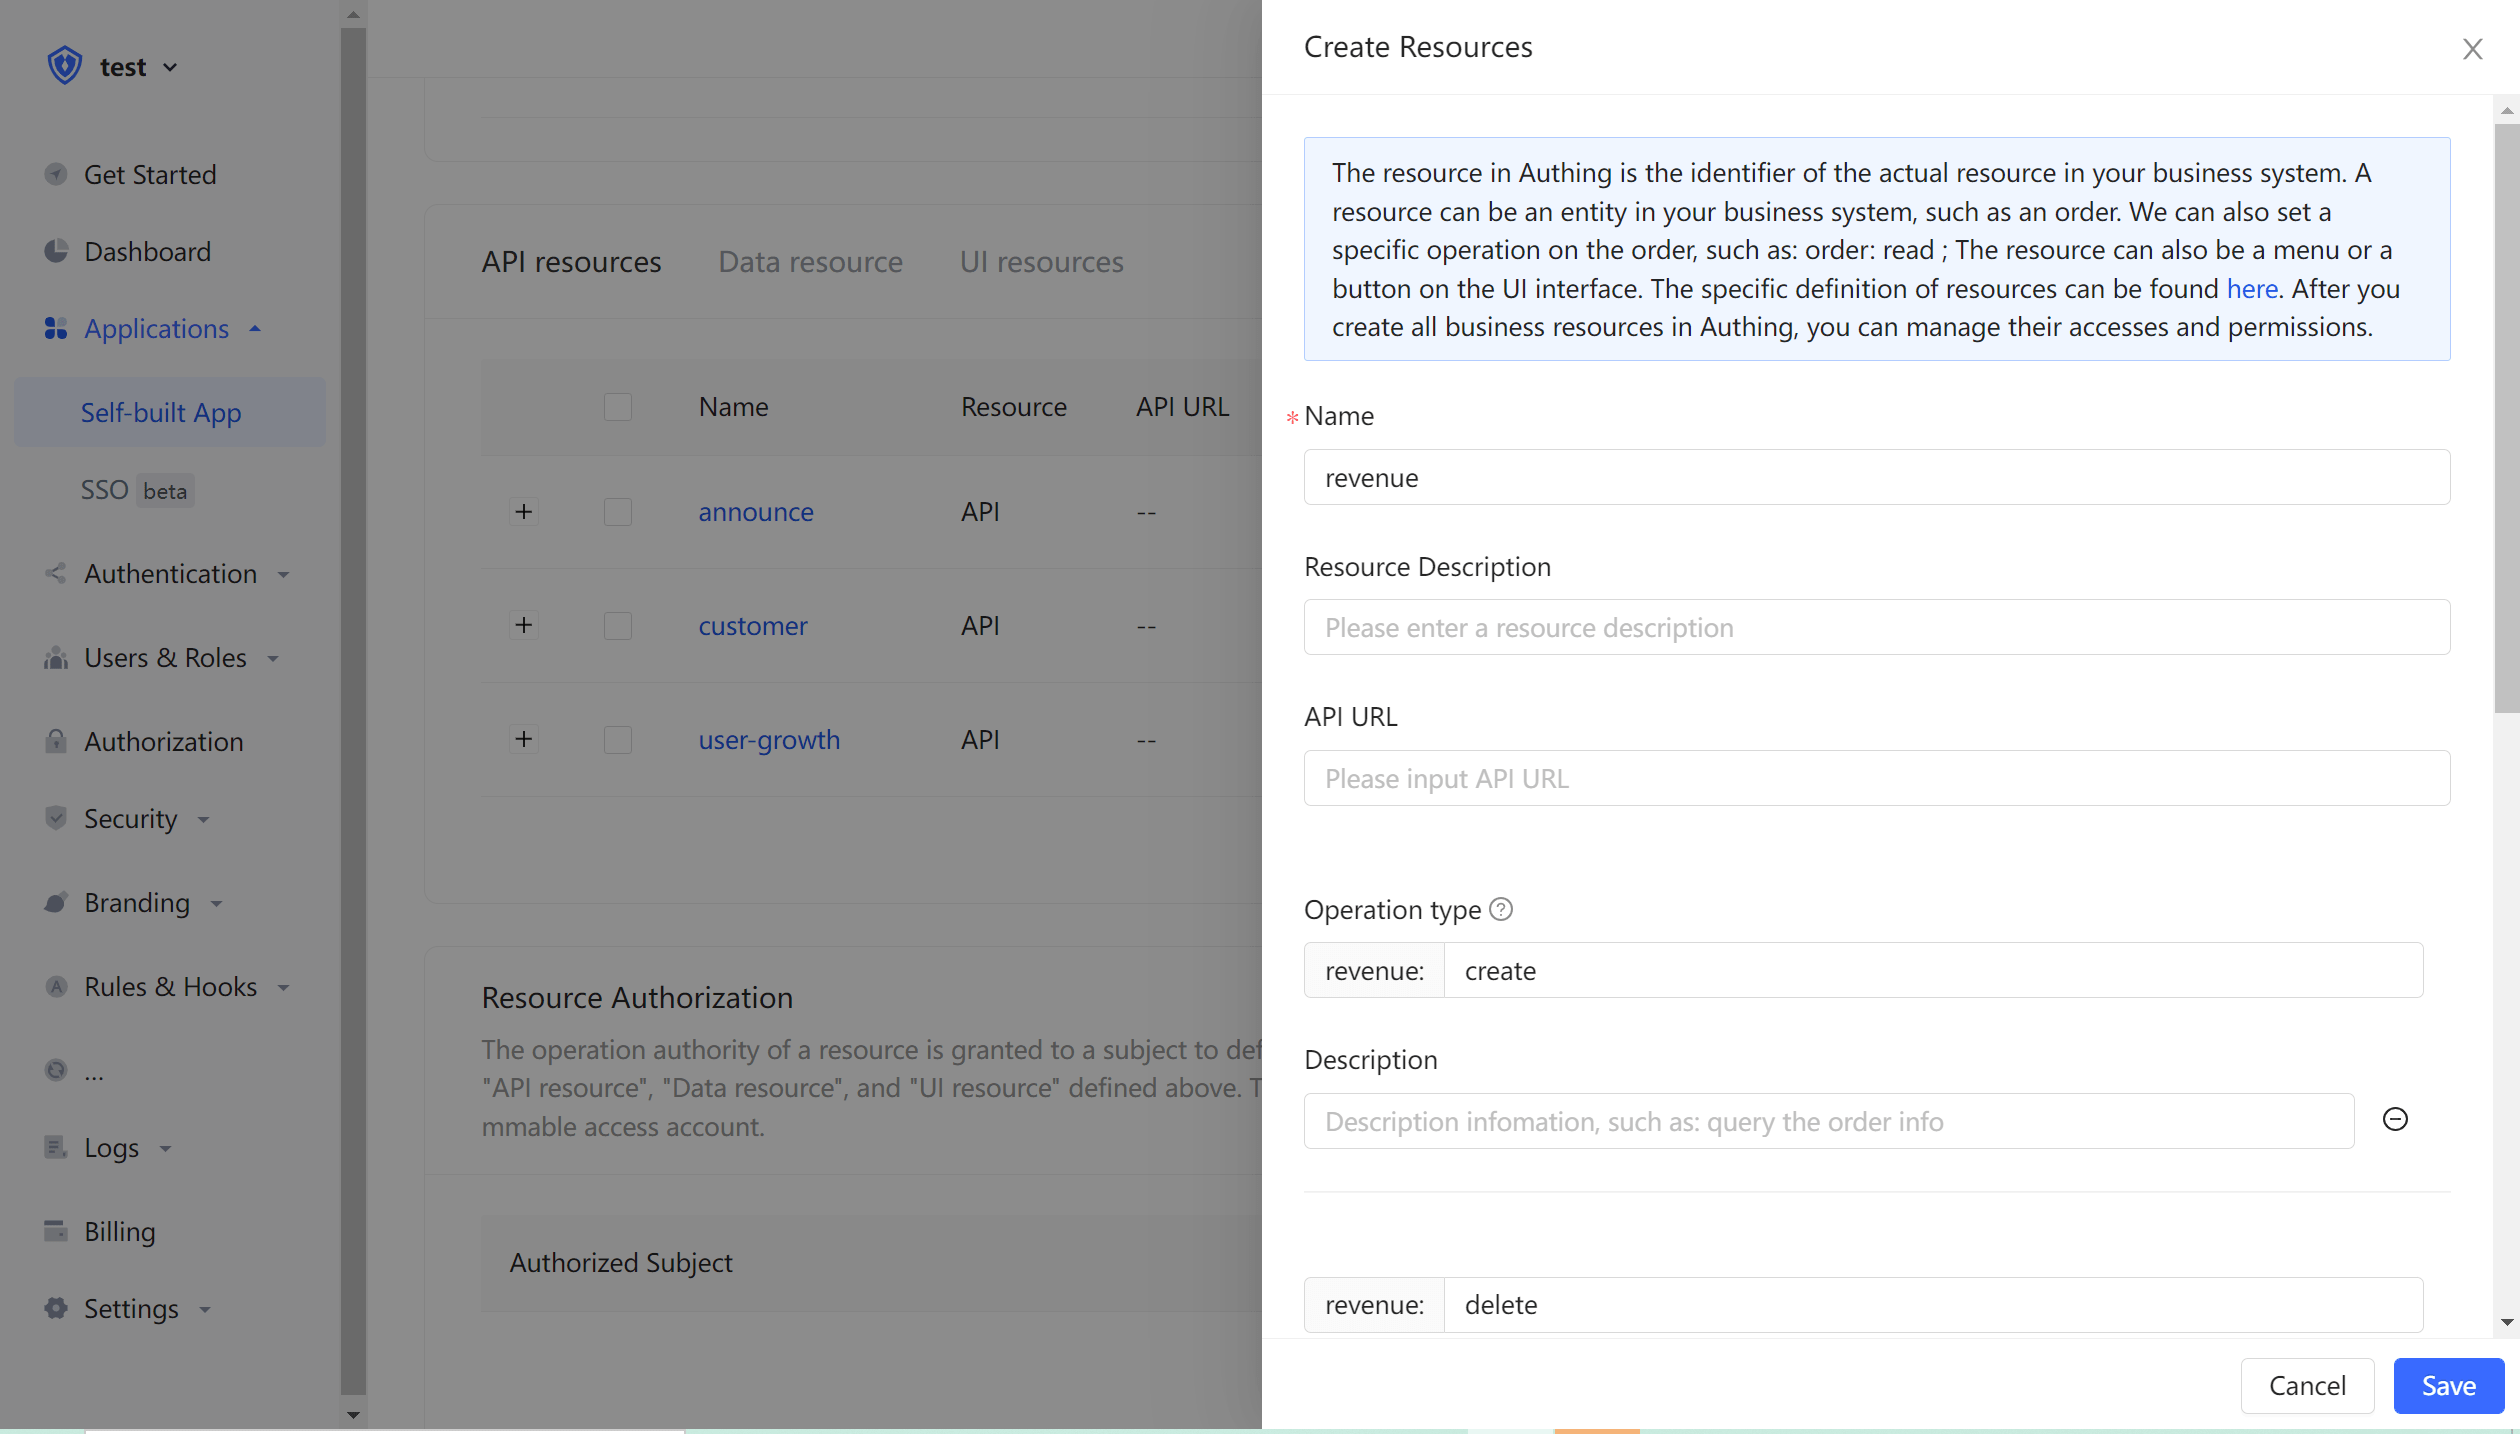 test
Get Started
Dashboard
Applications
Self-built App
SSO beta
Authentication
Users & Roles
Authorization
Security
Branding
Rules & Hooks
...
Logs
Billing
Settings
API resources Data resource UI resources
Name Resource API URL
announce API --
customer API --
user-growth API --
Resource Authorization
The operation authority of a resource is granted to a subject to def
"API resource", "Data resource", and "UI resource" defined above. T
mmable access account.
Authorized Subject
Create Resources
The resource in Authing is the identifier of the actual resource in your business system. A
resource can be an entity in your business system, such as an order. We can also set a
specific operation on the order, such as: order: read ; The resource can also be a menu or a
button on the UI interface. The specific definition of resources can be found here. After you
create all business resources in Authing, you can manage their accesses and permissions.
* Name
revenue
Resource Description
Please enter a resource description
API URL
Please input API URL
Operation type ?
revenue: create
Description
Description infomation, such as: query the order info
revenue: delete
Cancel Save